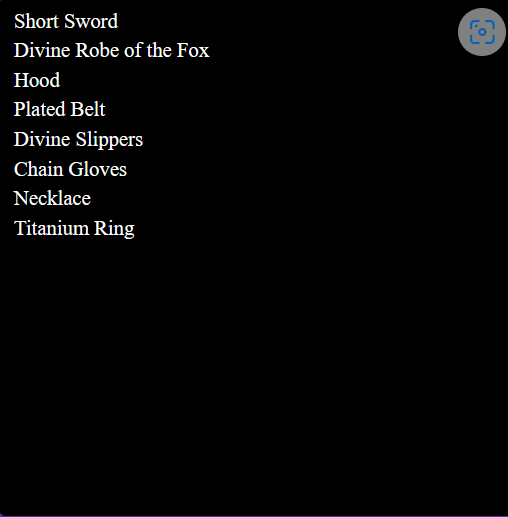 Short Sword
Divine Robe of the Fox
Hood
Plated Belt
Divine Slippers
Chain Gloves
Necklace
Titanium Ring